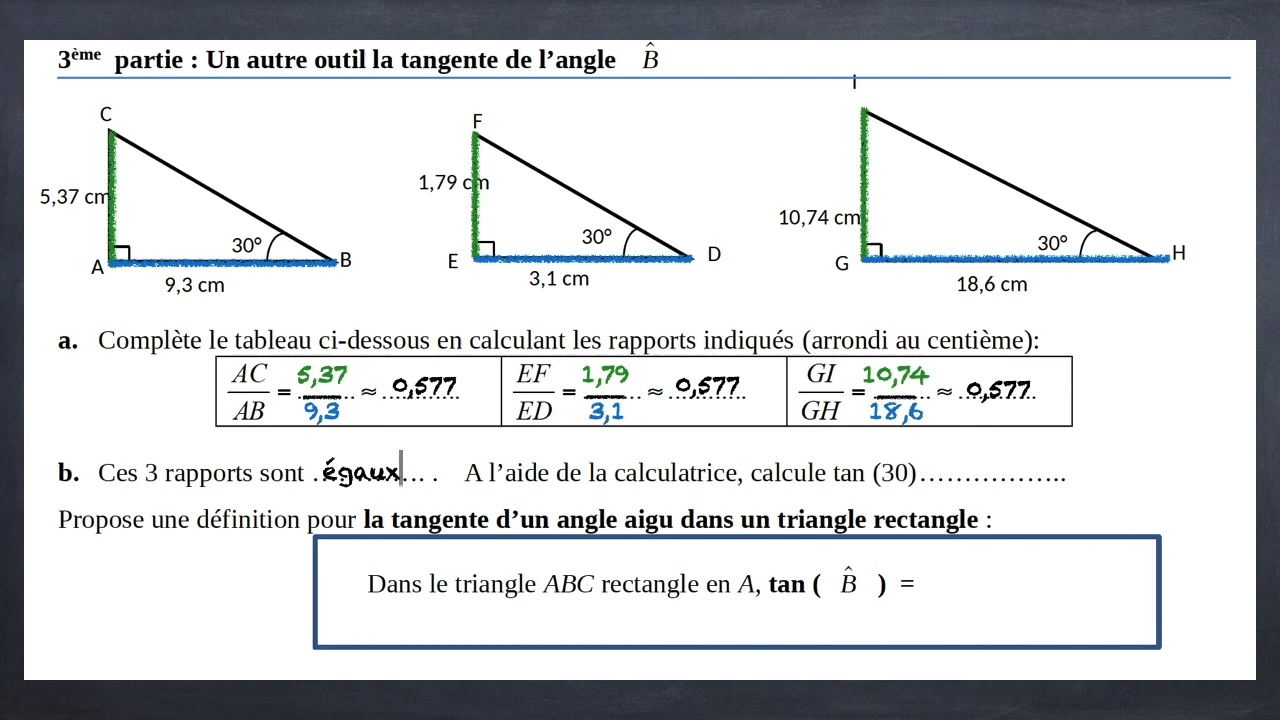 3ème partie : Un autre outil la tangente de l’angle B̂
C
F
I
5,37 cm
1,79 cm
10,74 cm
30°
30°
30°
A
B
E
D
G
H
9,3 cm
3,1 cm
18,6 cm
a. Complète le tableau ci-dessous en calculant les rapports indiqués (arrondi au centième):
AC/AB = 5,37/9,3 ≈ 0,577
EF/ED = 1,79/3,1 ≈ 0,577
GI/GH = 10,74/18,6 ≈ 0,577
b. Ces 3 rapports sont .égaux... . A l’aide de la calculatrice, calcule tan (30)……………..
Propose une définition pour la tangente d’un angle aigu dans un triangle rectangle :
Dans le triangle ABC rectangle en A, tan ( B̂ ) =